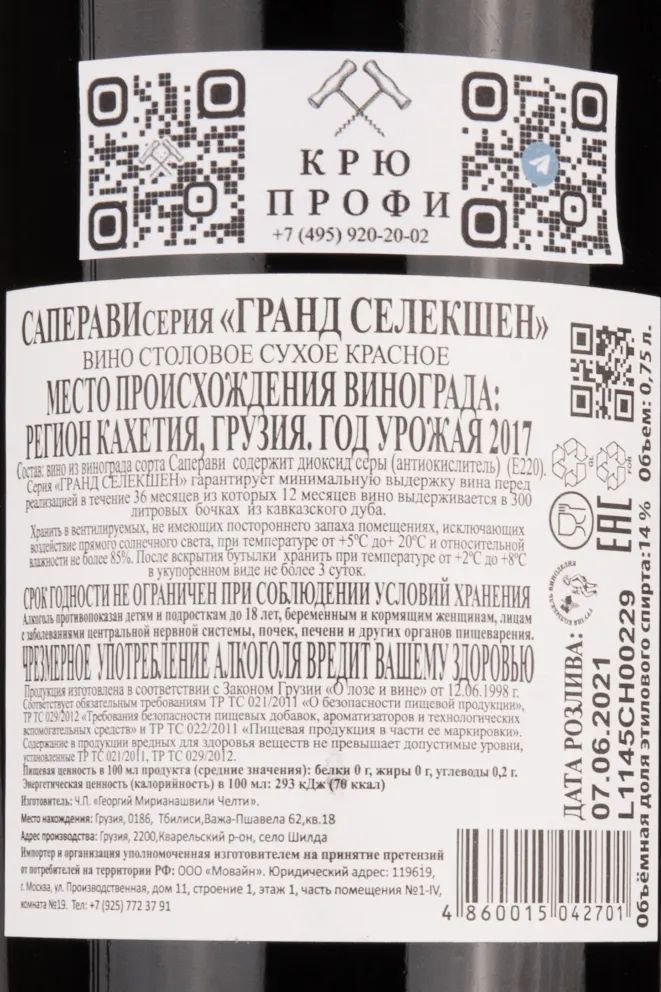 КРЮ
ПРОФИ
+7 (495) 920-20-02
САПЕРАВИ СЕРИЯ «ГРАНД СЕЛЕКШЕН»
ВИНО СТОЛОВОЕ СУХОЕ КРАСНОЕ
МЕСТО ПРОИСХОЖДЕНИЯ ВИНОГРАДА:
РЕГИОН КАХЕТИЯ, ГРУЗИЯ. ГОД УРОЖАЯ 2017
Состав: вино из винограда сорта Саперави содержит диоксид серы (антиокислитель) (Е220).
Серия «ГРАНД СЕЛЕКШЕН» гарантирует минимальную выдержку вина перед
реализацией в течение 36 месяцев из которых 12 месяцев вино выдерживается в 300
литровых бочках из кавказского дуба.
Хранить в вентилируемых, не имеющих постороннего запаха помещениях, исключающих
воздействие прямого солнечного света, при температуре от +5°С до+ 20°С и относительной
влажности не более 85%. После вскрытия бутылки хранить при температуре от +2°С до +8°С
в укупоренном виде не более 3 суток.
СРОК ГОДНОСТИ НЕ ОГРАНИЧЕН ПРИ СОБЛЮДЕНИИ УСЛОВИЙ ХРАНЕНИЯ
Алкоголь противопоказан детям и подросткам до 18 лет, беременным и кормящим женщинам, лицам
с заболеваниями центральной нервной системы, почек, печени и других органов пищеварения.
ЧРЕЗМЕРНОЕ УПОТРЕБЛЕНИЕ АЛКОГОЛЯ ВРЕДИТ ВАШЕМУ ЗДОРОВЬЮ
Продукция изготовлена в соответствии с Законом Грузии «О лозе и вине» от 12.06.1998 г.
Соответствует обязательным требованиям ТР ТС 021/2011 «О безопасности пищевой продукции»,
ТР ТС 029/2012 «Требования безопасности пищевых добавок, ароматизаторов и технологических
вспомогательных средств» и ТР ТС 022/2011 «Пищевая продукция в части ее маркировки».
Содержание в продукции вредных для здоровья веществ не превышает допустимые уровни,
установленные ТР ТС 021/2011, ТР ТС 029/2012.
Пищевая ценность в 100 мл продукта (средние значения): белки 0 г, жиры 0 г, углеводы 0,2 г.
Энергетическая ценность (калорийность) в 100 мл: 293 кДж (70 ккал)
Изготовитель: Ч.П. «Георгий Мирианашвили Челти».
Место нахождения: Грузия, 0186, Тбилиси,Важа-Пшавела 62,кв.18
Адрес производства: Грузия, 2200,Кварельский р-он, село Шилда
Импортер и организация уполномоченная изготовителем на принятие претензий
от потребителей на территории РФ: ООО «Мовайн». Юридический адрес: 119619,
г. Москва, ул. Производственная, дом 11, строение 1, этаж 1, часть помещения №1-IV,
комната №19. Тел: +7 (925) 772 37 91
EAC
ДАТА РОЗЛИВА:
07.06.2021
L1145CH00229
Объёмная доля этилового спирта:14 % Объем: 0,75 л.
4 860015 042701